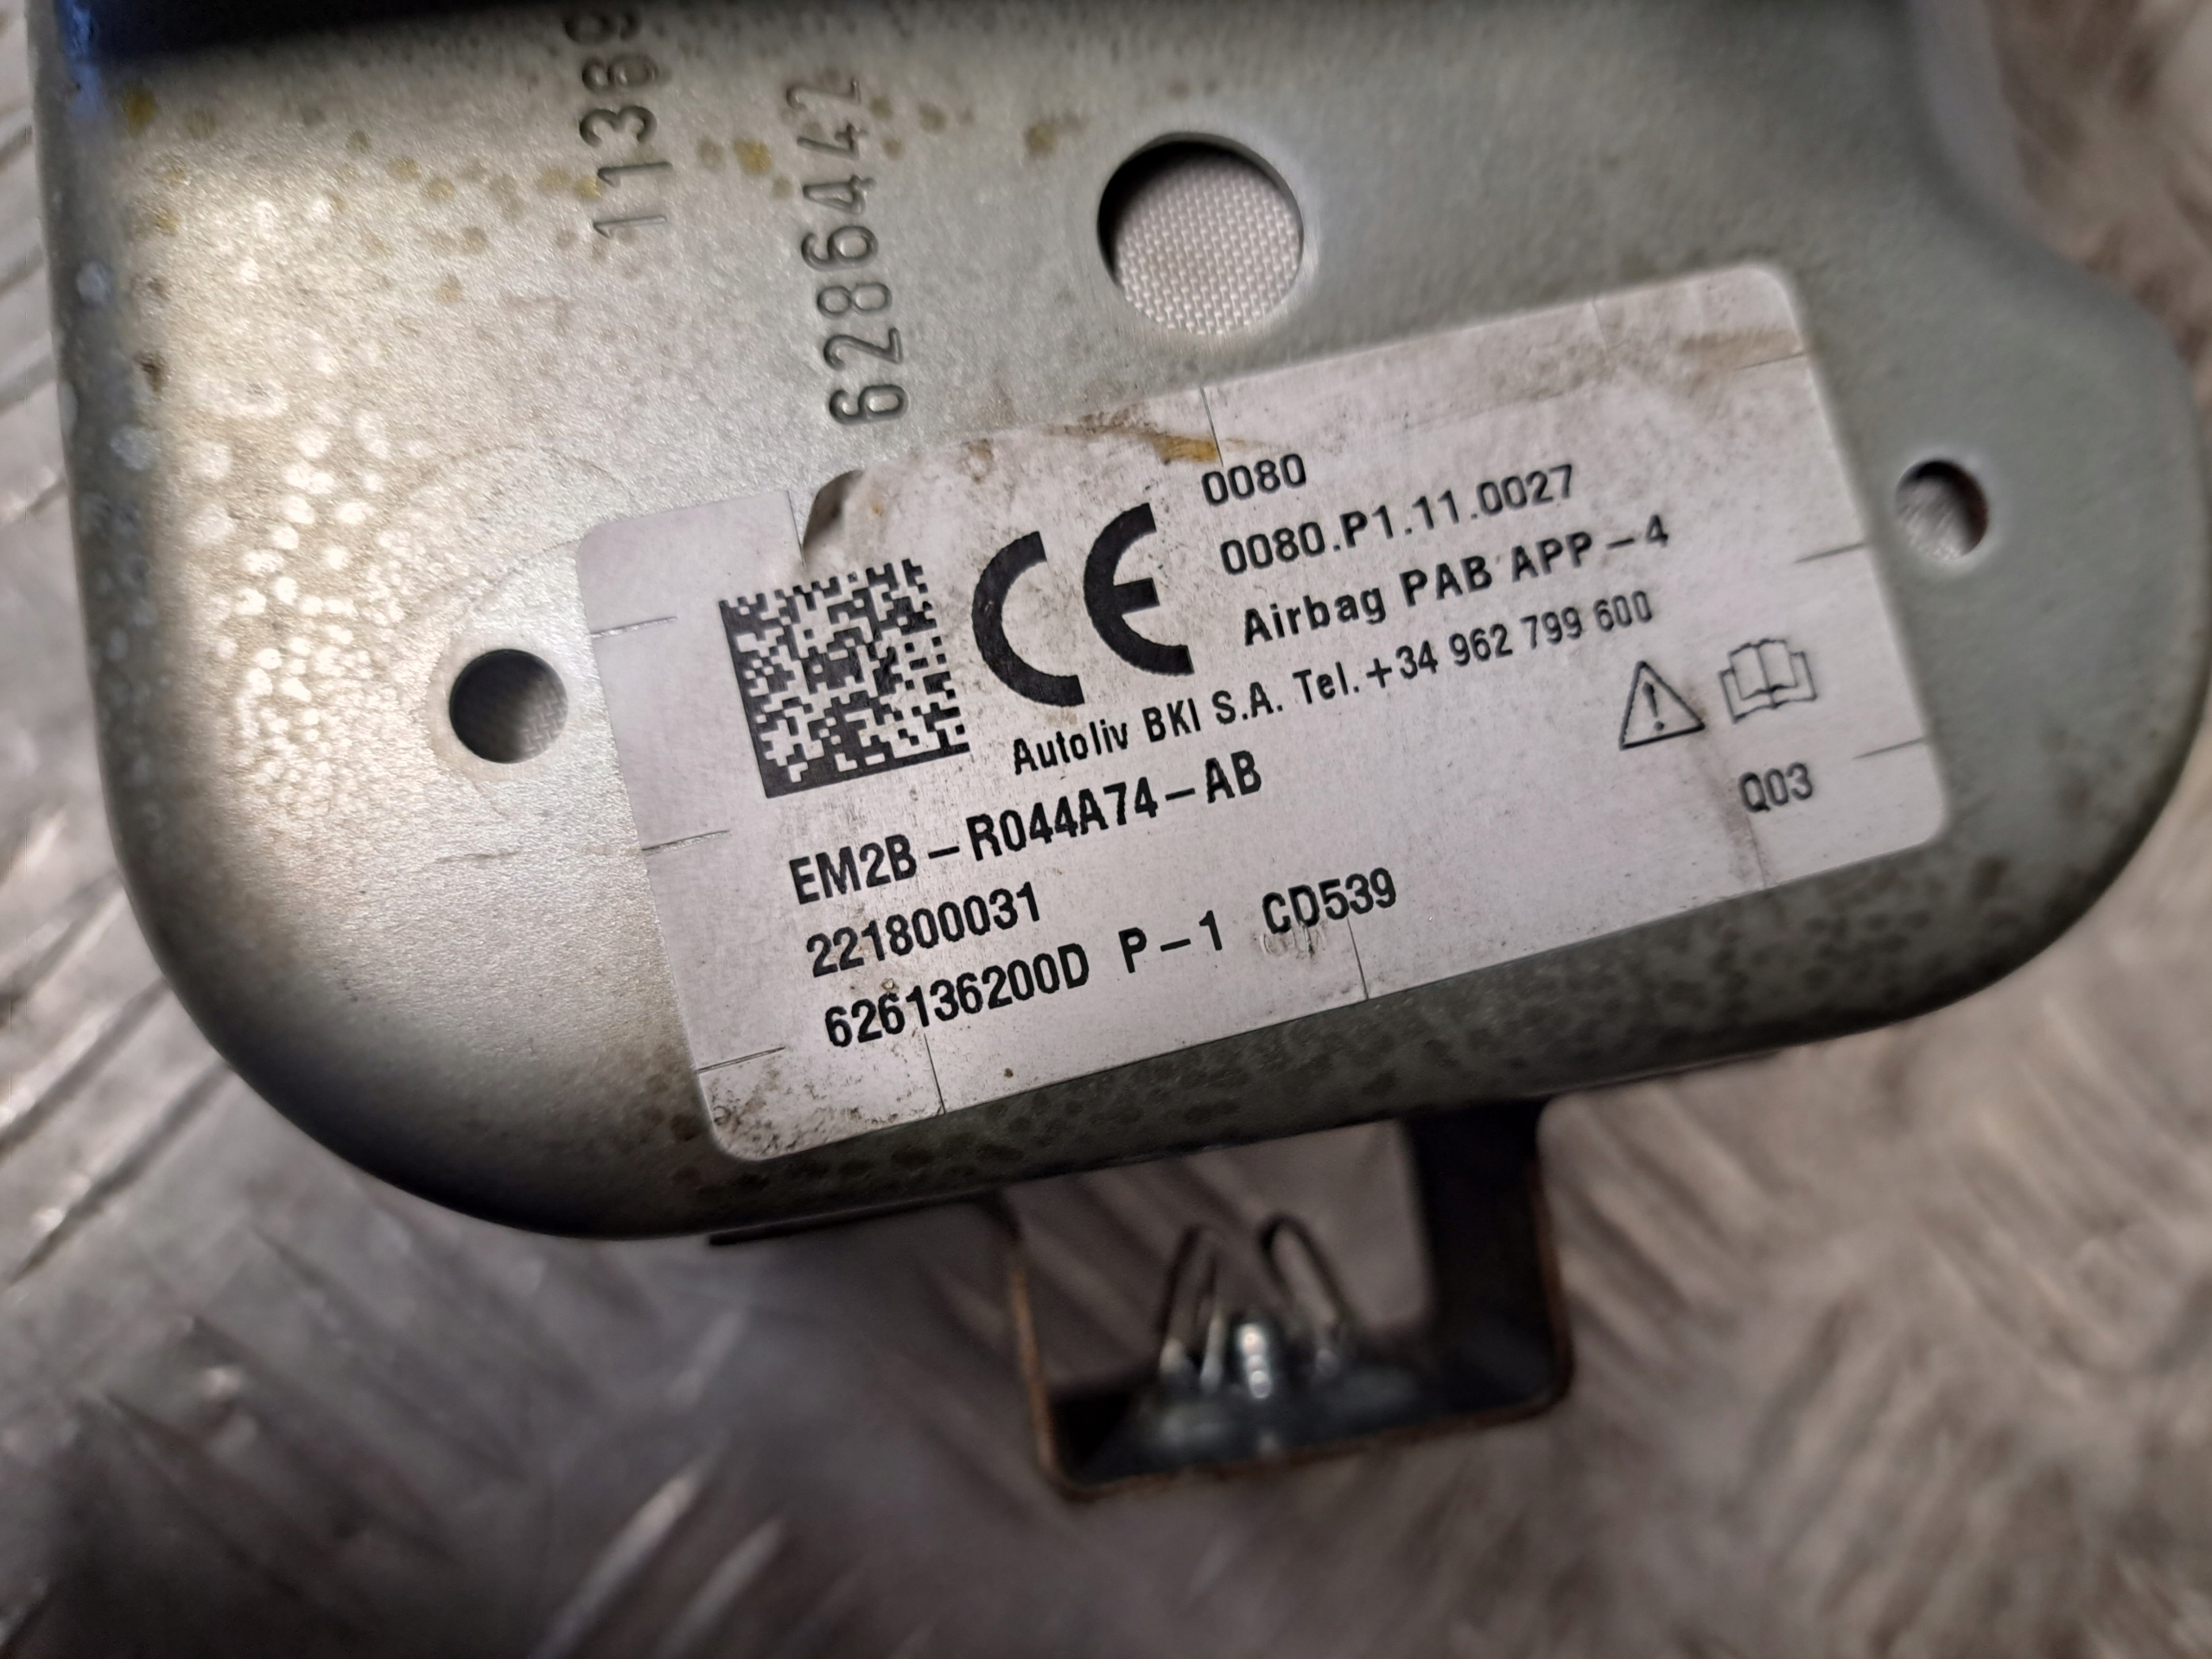 11389
6286442
CE
0080
0080.P1.11.0027
Airbag PAB APP-4
Autoliv BKI S.A. Tel.+34 962 799 600
EM2B-R044A74-AB
221800031
626136200D P-1 CD539
Q03